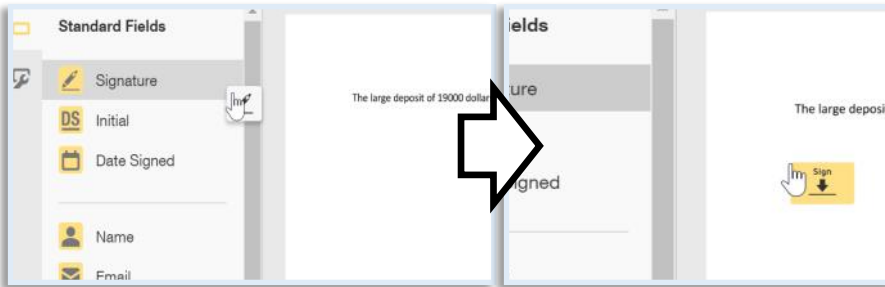 Standard Fields
Signature
DS Initial
Date Signed
Name
Email
The large deposit of 19000 dollar
ields
ure
igned
The large deposi
Sign